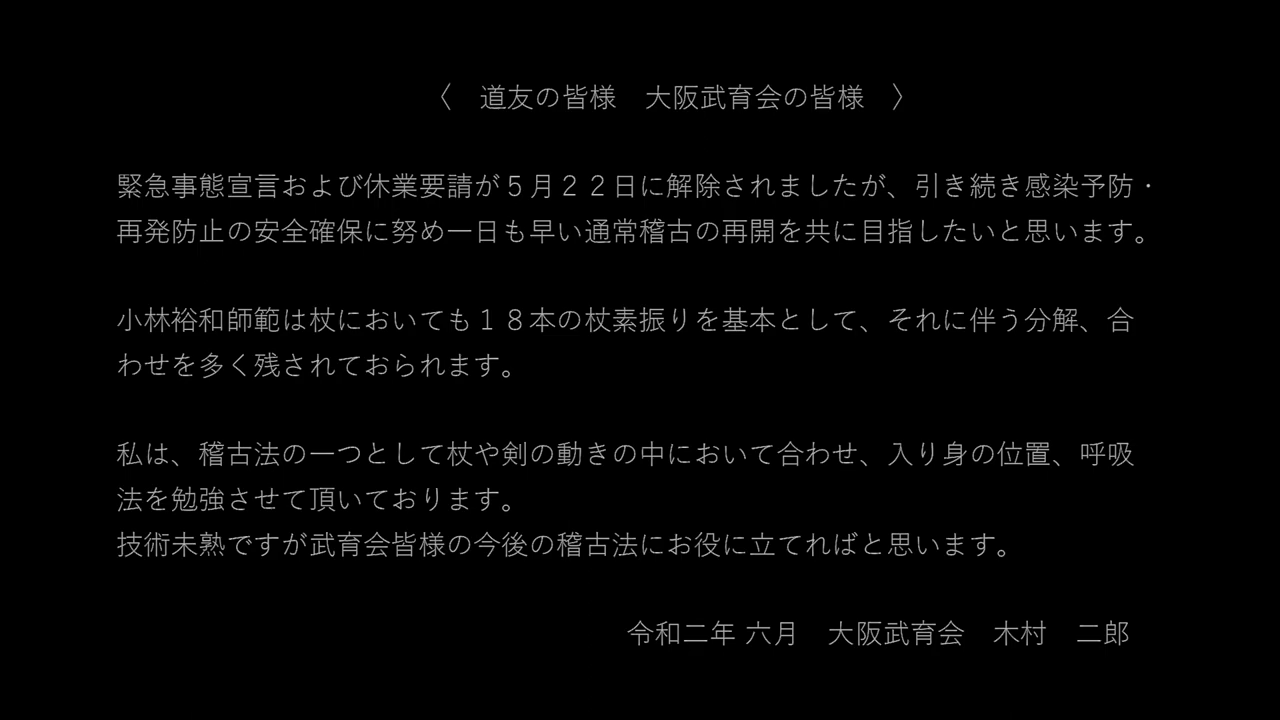 〈　道友の皆様　大阪武育会の皆様　〉
緊急事態宣言および休業要請が５月２２日に解除されましたが、引き続き感染予防・
再発防止の安全確保に努め一日も早い通常稽古の再開を共に目指したいと思います。
小林裕和師範は杖においても１８本の杖素振りを基本として、それに伴う分解、合
わせを多く残されておられます。
私は、稽古法の一つとして杖や剣の動きの中において合わせ、入り身の位置、呼吸
法を勉強させて頂いております。
技術未熟ですが武育会皆様の今後の稽古法にお役に立てればと思います。
令和二年 六月　大阪武育会　木村　二郎